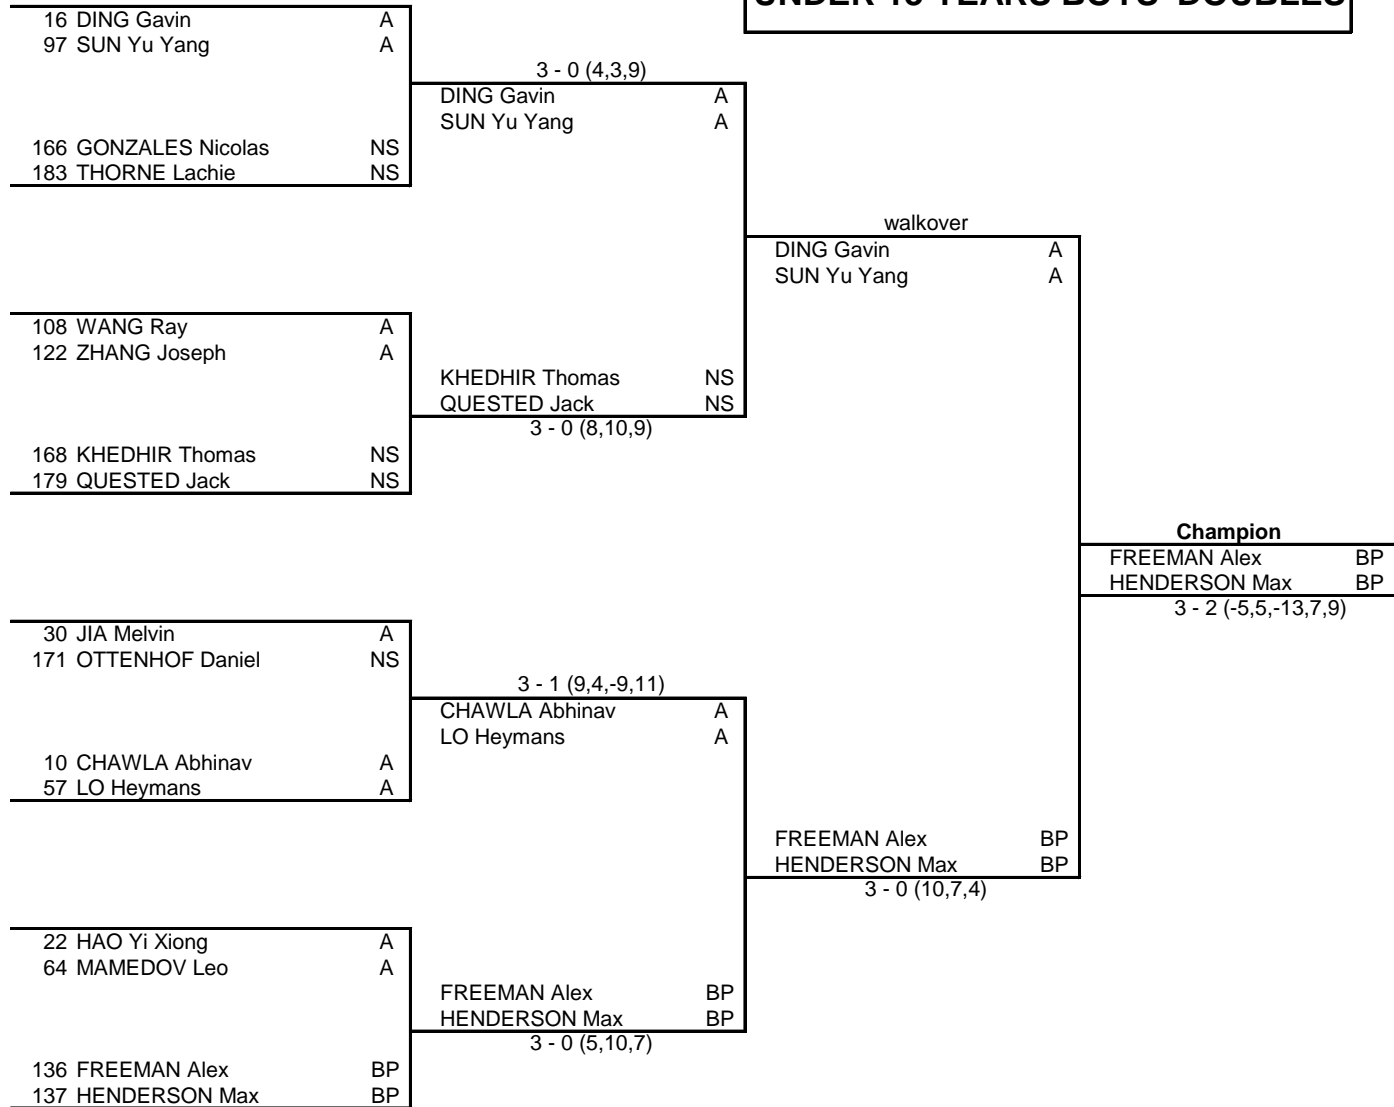 UNDER YEARS BOYS' DOUBLES
16 DING Gavin A
97 SUN Yu Yang A
166 GONZALES Nicolas NS
183 THORNE Lachie NS
108 WANG Ray A
122 ZHANG Joseph A
168 KHEDHIR Thomas NS
179 QUESTED Jack NS
30 JIA Melvin A
171 OTTENHOF Daniel NS
10 CHAWLA Abhinav A
57 LO Heymans A
22 HAO Yi Xiong A
64 MAMEDOV Leo A
136 FREEMAN Alex BP
137 HENDERSON Max BP
3 - 0 (4,3,9)
DING Gavin A
SUN Yu Yang A
KHEDHIR Thomas NS
QUESTED Jack NS
3 - 0 (8,10,9)
3 - 1 (9,4,-9,11)
CHAWLA Abhinav A
LO Heymans A
FREEMAN Alex BP
HENDERSON Max BP
3 - 0 (5,10,7)
walkover
DING Gavin A
SUN Yu Yang A
FREEMAN Alex BP
HENDERSON Max BP
3 - 0 (10,7,4)
Champion
FREEMAN Alex BP
HENDERSON Max BP
3 - 2 (-5,5,-13,7,9)